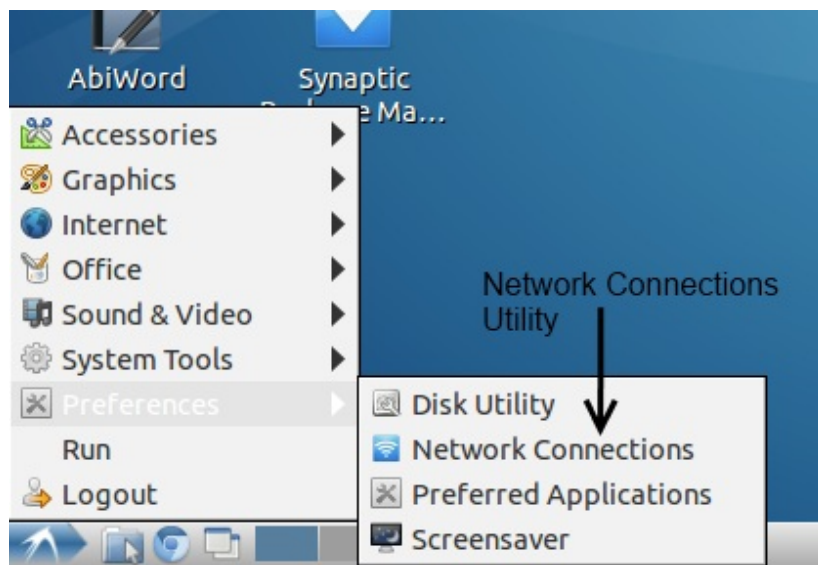 AbiWord
Synaptic
e Ma...
Accessories
Graphics
Internet
Office
Sound & Video
System Tools
Preferences
Run
Logout
Network Connections
Utility
Disk Utility
Network Connections
Preferred Applications
Screensaver